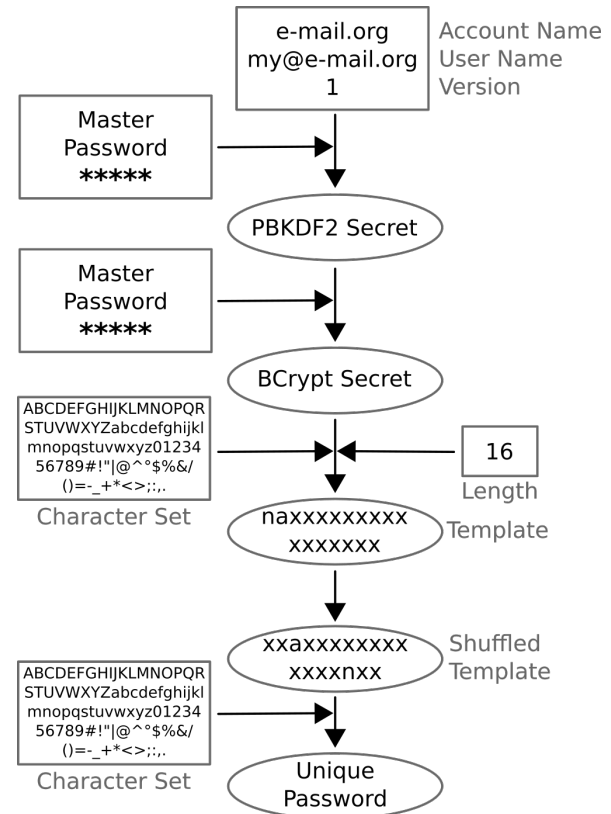 e-mail.org
my@e-mail.org
1
Account Name
User Name
Version
Master
Password
*****
PBKDF2 Secret
Master
Password
*****
BCrypt Secret
ABCDEFGHIJKLMNOPQR
STUVWXYZabcdefghijkl
mnopqstuvwxyz01234
56789#!"|@^°$%&/
()=-_+*<>;:,.
Character Set
16
Length
naxxxxxxxxx
xxxxxxx
Template
xxaxxxxxxxx
xxxxnxx
Shuffled
Template
ABCDEFGHIJKLMNOPQR
STUVWXYZabcdefghijkl
mnopqstuvwxyz01234
56789#!"|@^°$%&/
()=-_+*<>;:,.
Character Set
Unique
Password